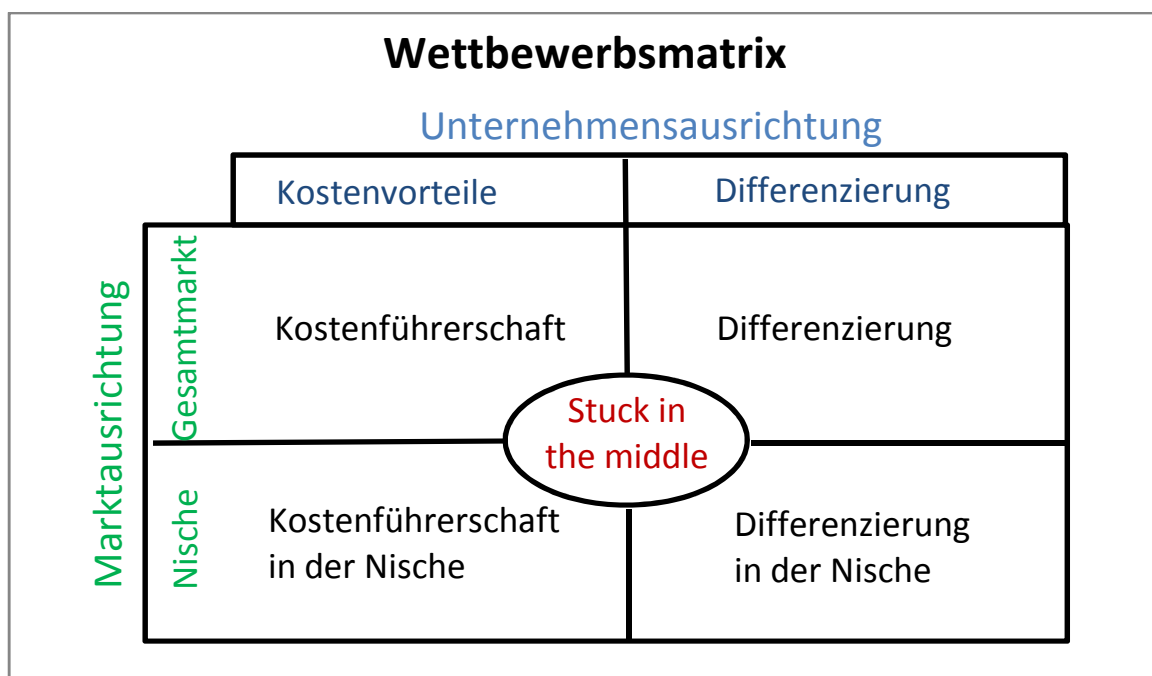 Wettbewerbsmatrix
Unternehmensausrichtung
Kostenvorteile
Differenzierung
Marktausrichtung
Gesamtmarkt
Kostenführerschaft
Differenzierung
Stuck in
the middle
Nische
Kostenführerschaft
in der Nische
Differenzierung
in der Nische